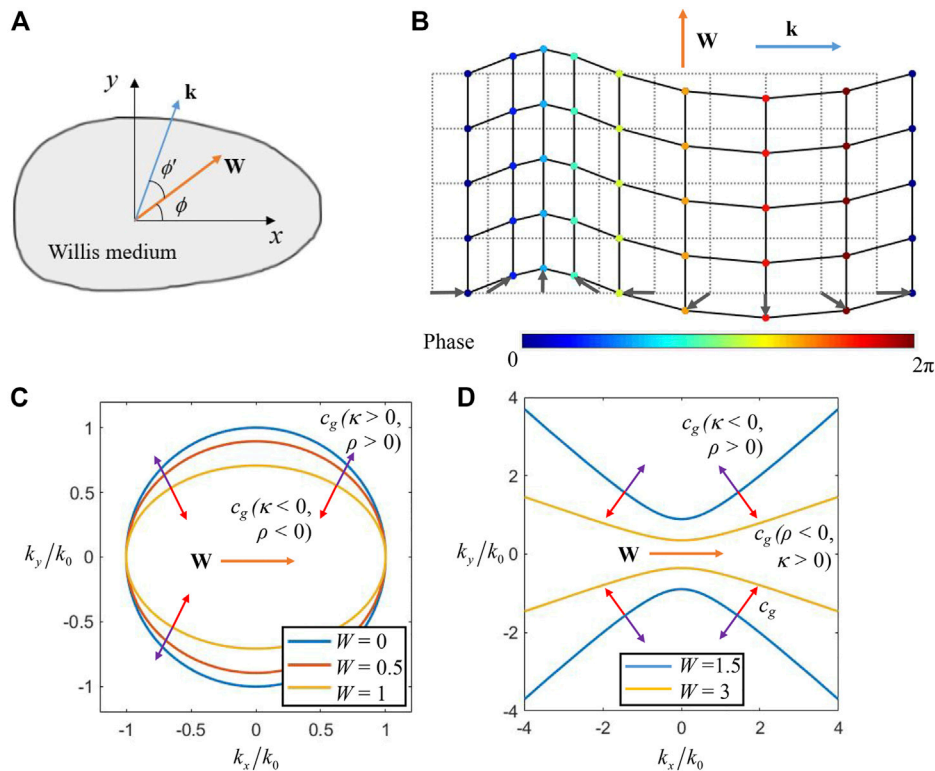 A
y
k
W
ϕ′
ϕ
x
Willis medium
B
W
k
Phase
0
2π
C
c_g (κ > 0,
ρ > 0)
c_g (κ < 0,
ρ < 0)
W
k_y/k_0
1
0.5
0
-0.5
-1
W = 0
W = 0.5
W = 1
-1 -0.5 0 0.5 1
k_x/k_0
D
c_g (κ < 0,
ρ > 0)
c_g (ρ < 0,
κ > 0)
W
c_g
k_y/k_0
4
2
0
-2
-4
W =1.5
W = 3
-4 -2 0 2 4
k_x/k_0